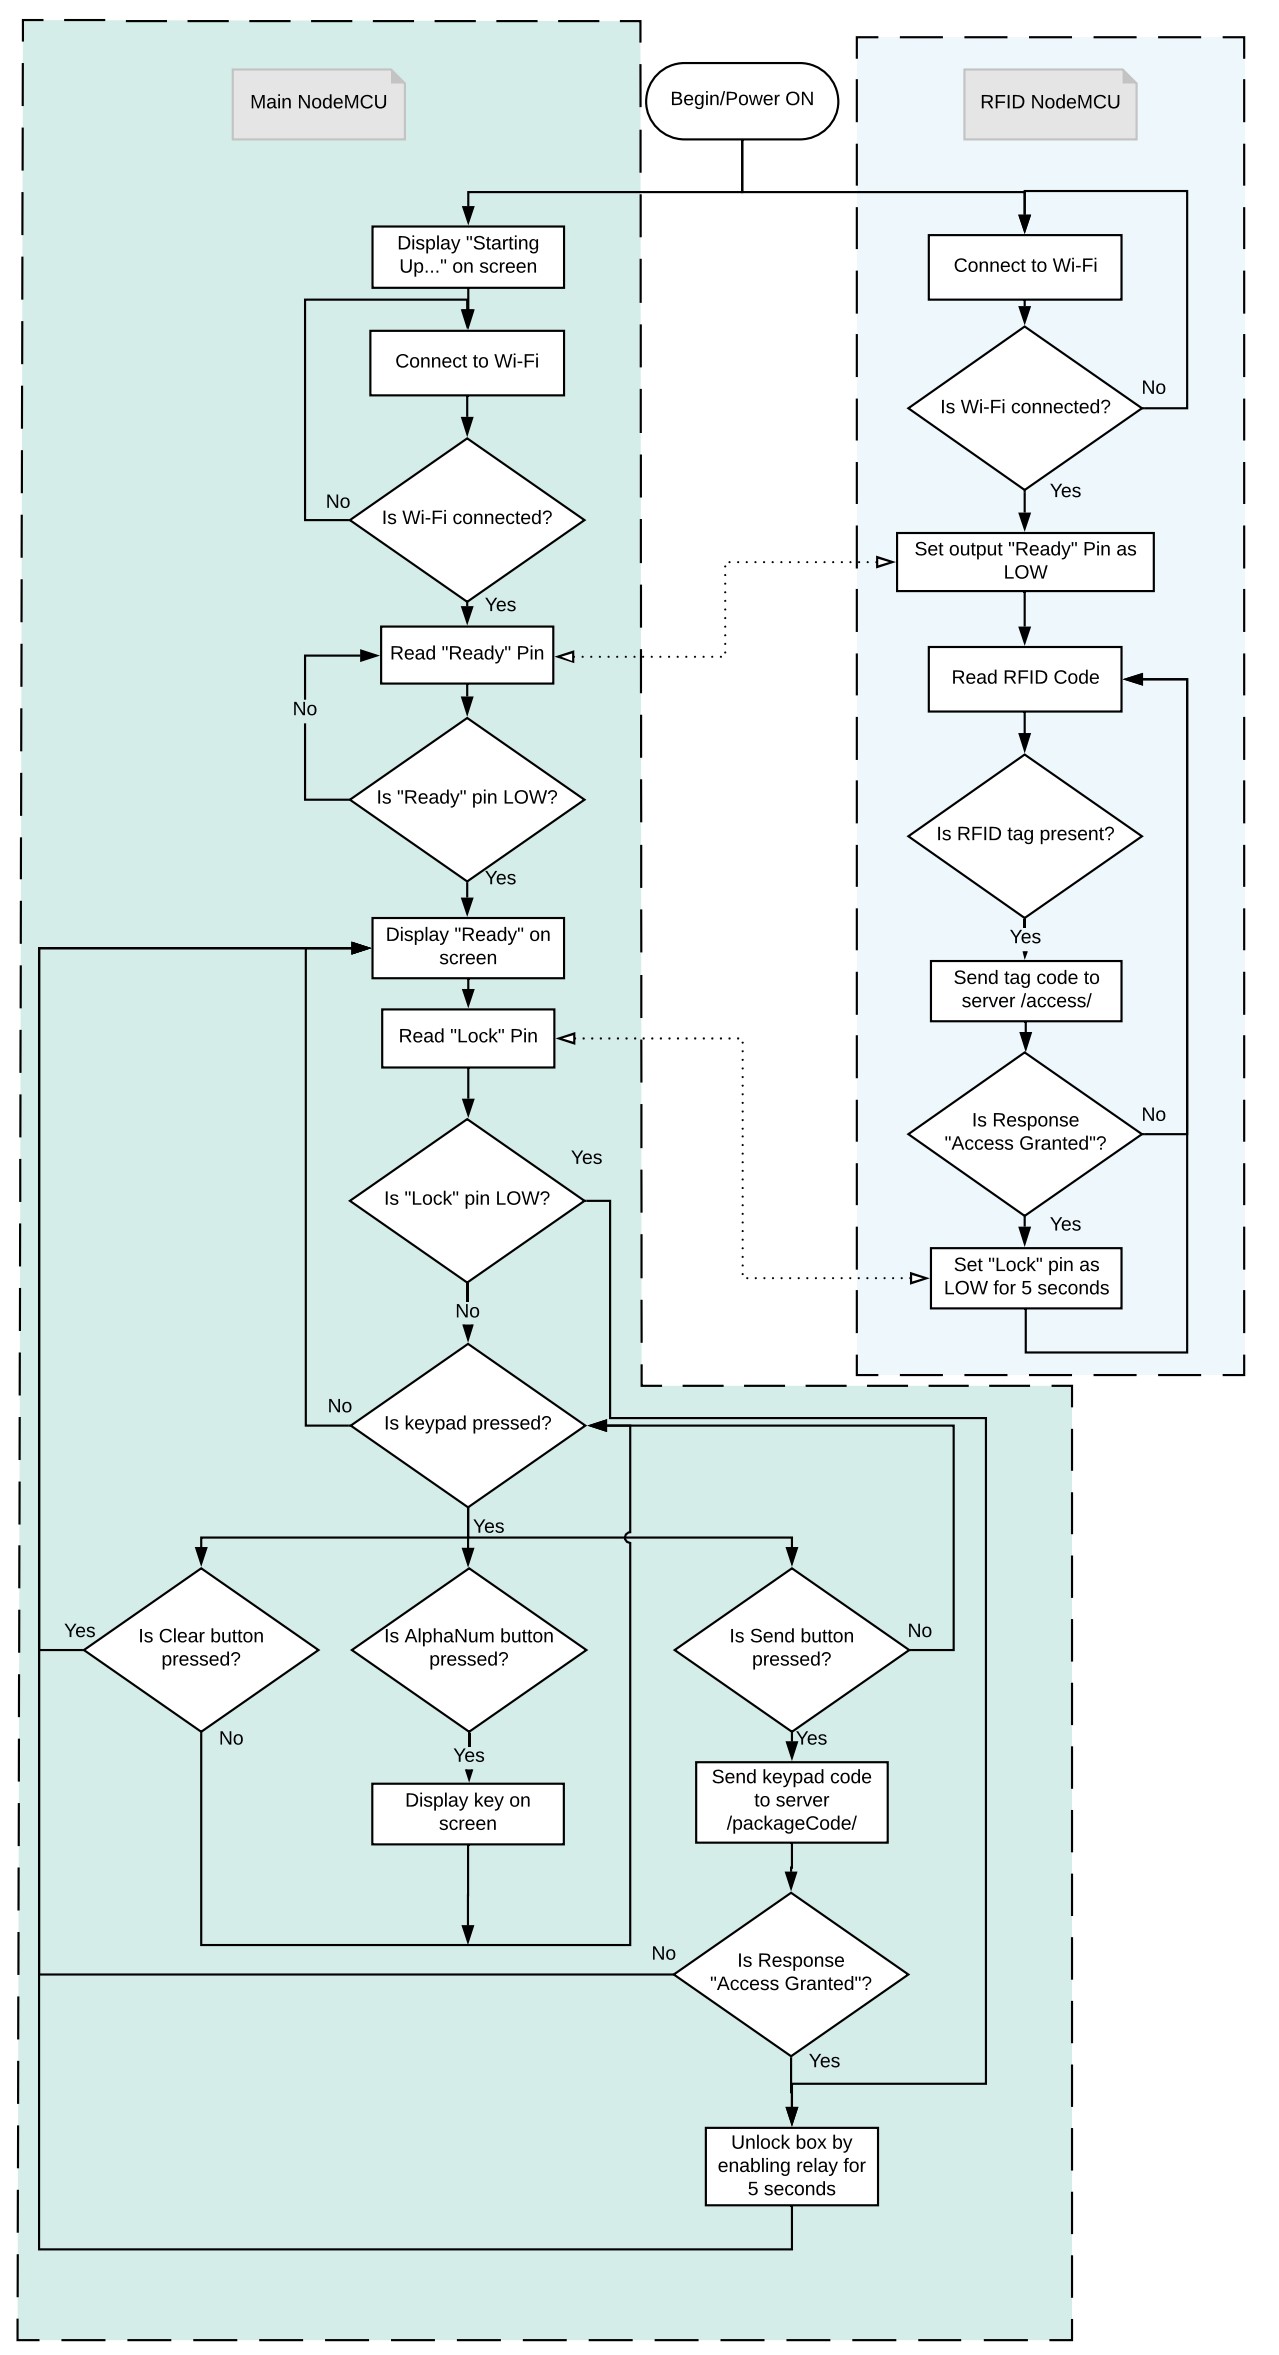 Main NodeMCU
Begin/Power ON
RFID NodeMCU
Display "Starting
Up..." on screen
Connect to Wi-Fi
Is Wi-Fi connected?
No
Yes
Read "Ready" Pin
No
Is "Ready" pin LOW?
Yes
Display "Ready" on
screen
Read "Lock" Pin
Is "Lock" pin LOW?
Yes
No
Is keypad pressed?
No
Yes
Is Clear button
pressed?
Yes
No
Is AlphaNum button
pressed?
Yes
Display key on
screen
Is Send button
pressed?
No
Yes
Send keypad code
to server
/packageCode/
Is Response
"Access Granted"?
No
Yes
Unlock box by
enabling relay for
5 seconds
Connect to Wi-Fi
Is Wi-Fi connected?
No
Yes
Set output "Ready" Pin as
LOW
Read RFID Code
Is RFID tag present?
Yes
Send tag code to
server /access/
Is Response
"Access Granted"?
No
Yes
Set "Lock" pin as
LOW for 5 seconds